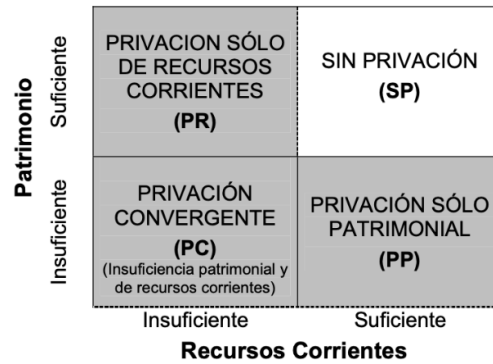 Patrimonio
Suficiente
PRIVACION SÓLO
DE RECURSOS
CORRIENTES
(PR)
SIN PRIVACIÓN
(SP)
Insuficiente
PRIVACIÓN
CONVERGENTE
(PC)
(Insuficiencia patrimonial y
de recursos corrientes)
PRIVACIÓN SÓLO
PATRIMONIAL
(PP)
Insuficiente
Suficiente
Recursos Corrientes